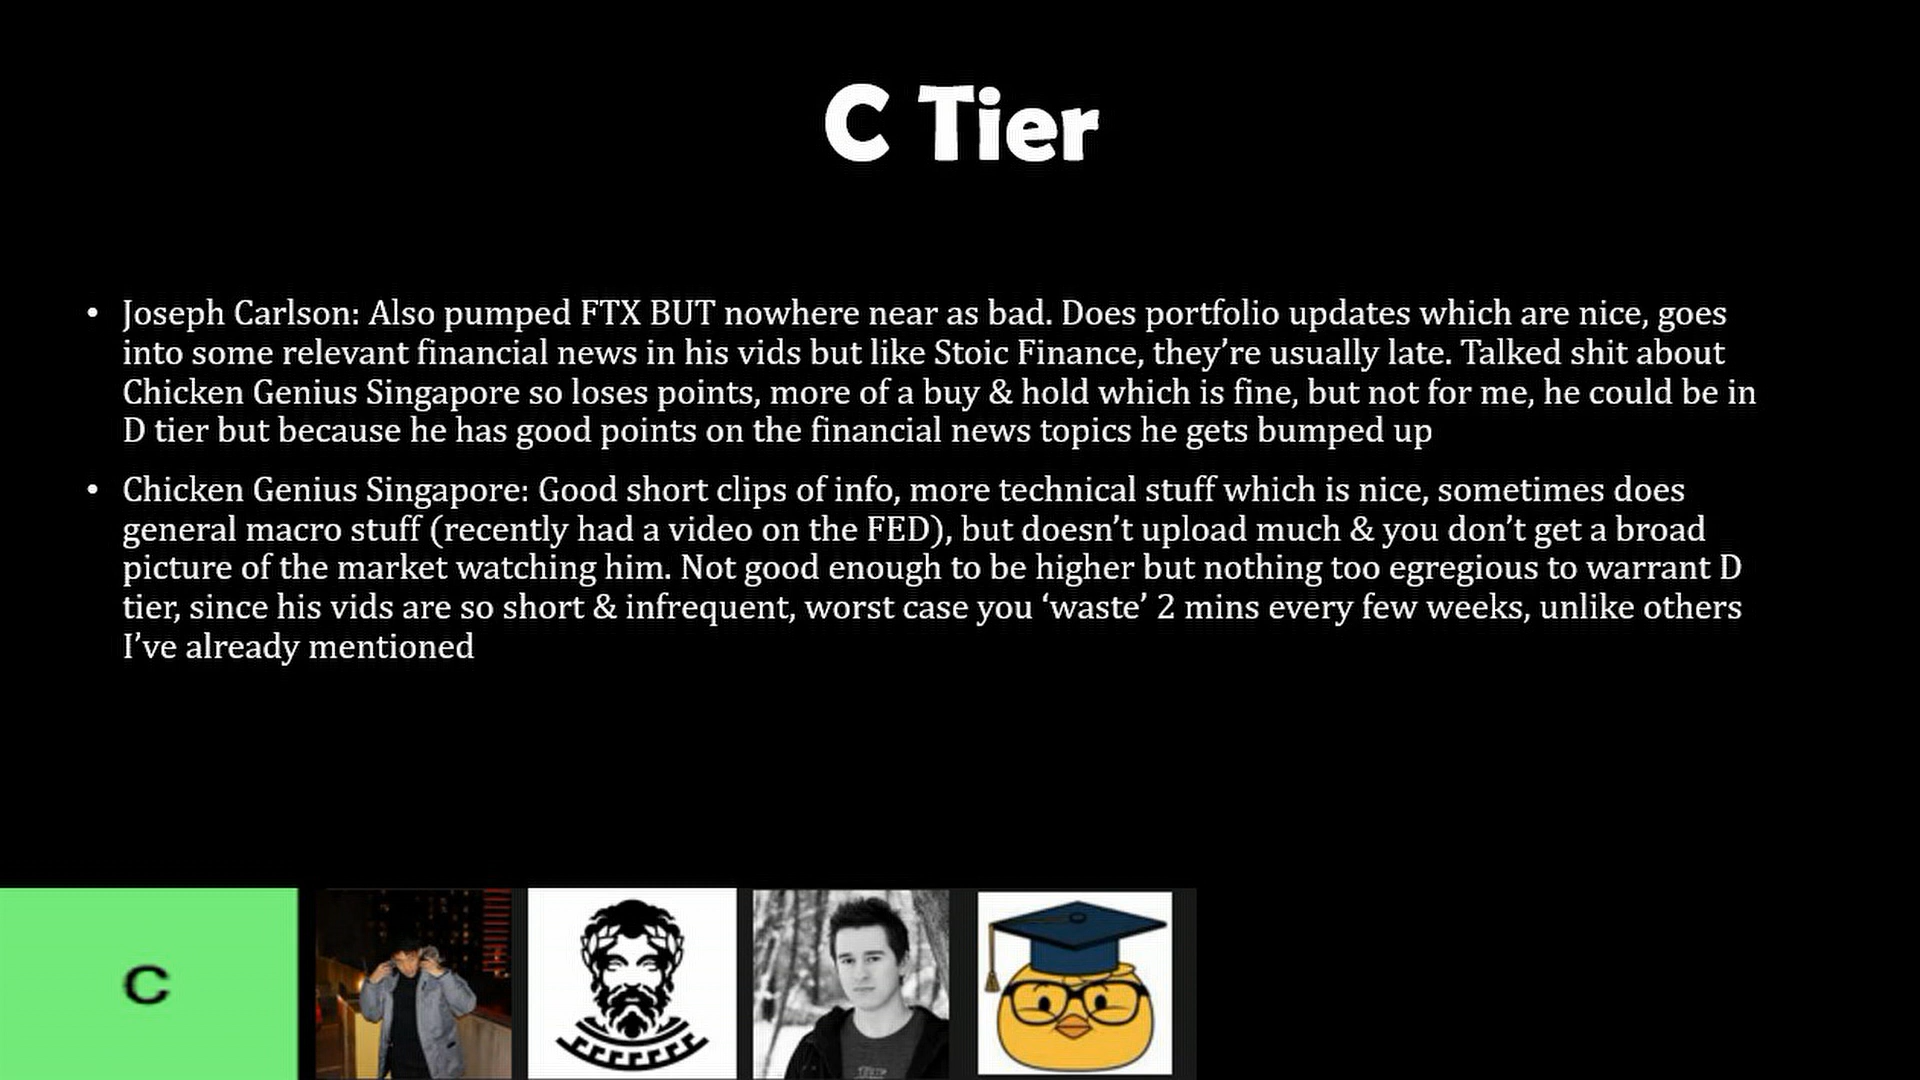 C Tier
• Joseph Carlson: Also pumped FTX BUT nowhere near as bad. Does portfolio updates which are nice, goes
into some relevant financial news in his vids but like Stoic Finance, they’re usually late. Talked shit about
Chicken Genius Singapore so loses points, more of a buy & hold which is fine, but not for me, he could be in
D tier but because he has good points on the financial news topics he gets bumped up
• Chicken Genius Singapore: Good short clips of info, more technical stuff which is nice, sometimes does
general macro stuff (recently had a video on the FED), but doesn’t upload much & you don’t get a broad
picture of the market watching him. Not good enough to be higher but nothing too egregious to warrant D
tier, since his vids are so short & infrequent, worst case you ‘waste’ 2 mins every few weeks, unlike others
I’ve already mentioned
C